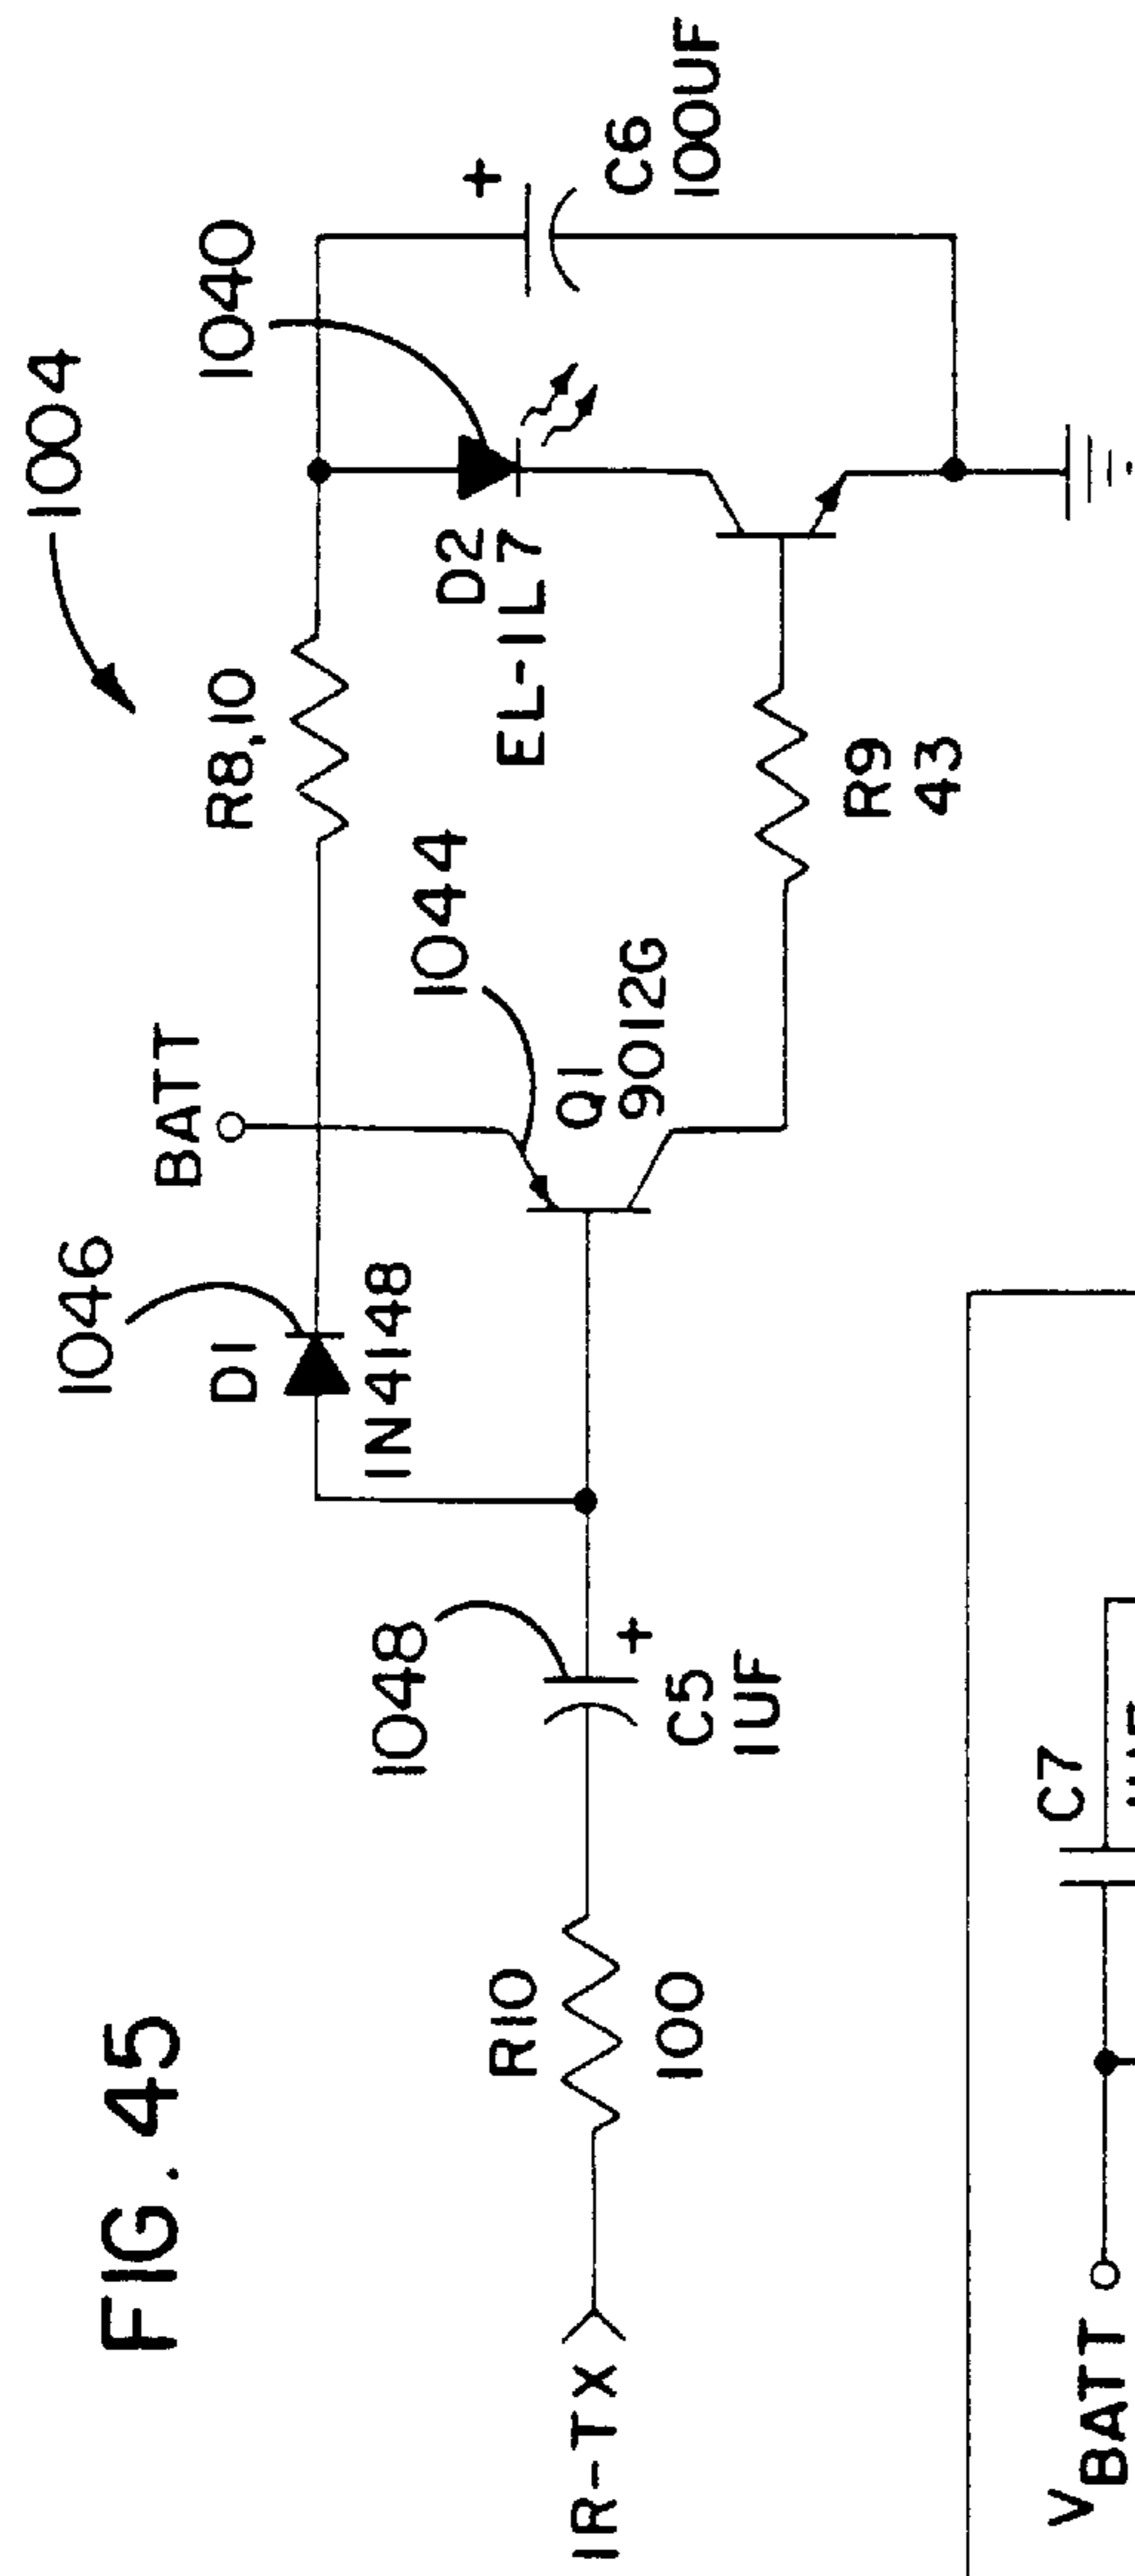 FIG. 45
1004
1046
BATT
R8,10
1040
D1
1N4148
1044
D2
EL-1L7
+
C6
100UF
1048
Q1
9012G
IR-TX
R10
100
+
C5
1UF
R9
43
C7
VBATT